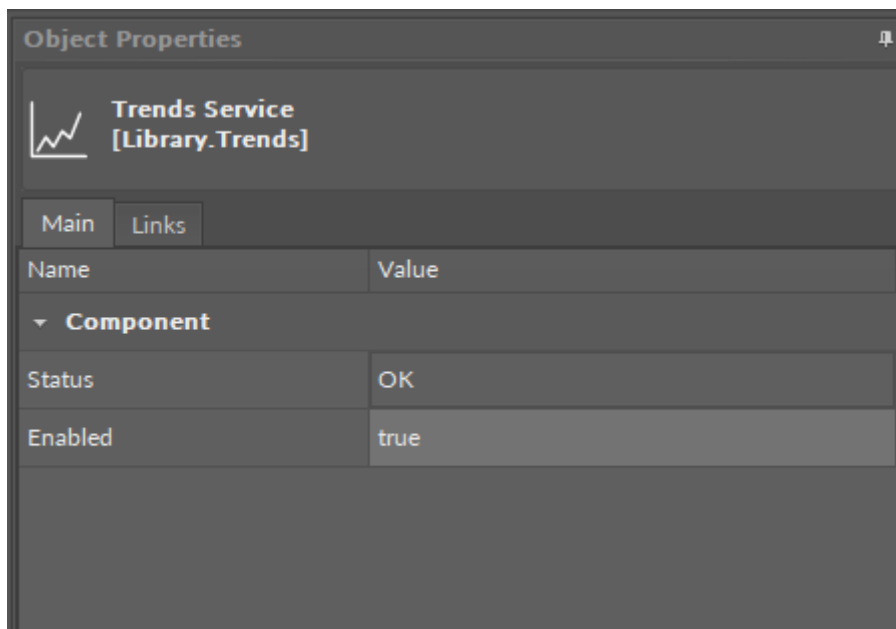 Object Properties
Trends Service
[Library.Trends]
Main Links
Name Value
Component
Status OK
Enabled true